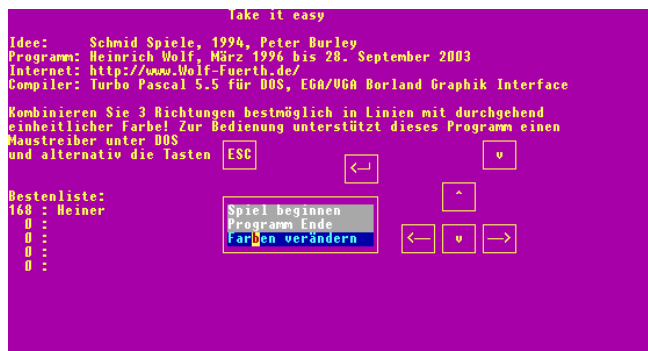 Take it easy
Idee: Schmid Spiele, 1994, Peter Burley
Programm: Heinrich Wolf, März 1996 bis 28. September 2003
Internet: http://www.Wolf-Fuerth.de/
Compiler: Turbo Pascal 5.5 für DOS, EGA/VGA Borland Graphik Interface
Kombinieren Sie 3 Richtungen bestmöglich in Linien mit durchgehend
einheitlicher Farbe! Zur Bedienung unterstützt dieses Programm einen
Maustreiber unter DOS
und alternativ die Tasten ESC <─┘ v
^
Bestenliste:
168 : Heiner
0 :
0 :
0 :
0 :
Spiel beginnen
Programm Ende
Farben verändern
<— v —>